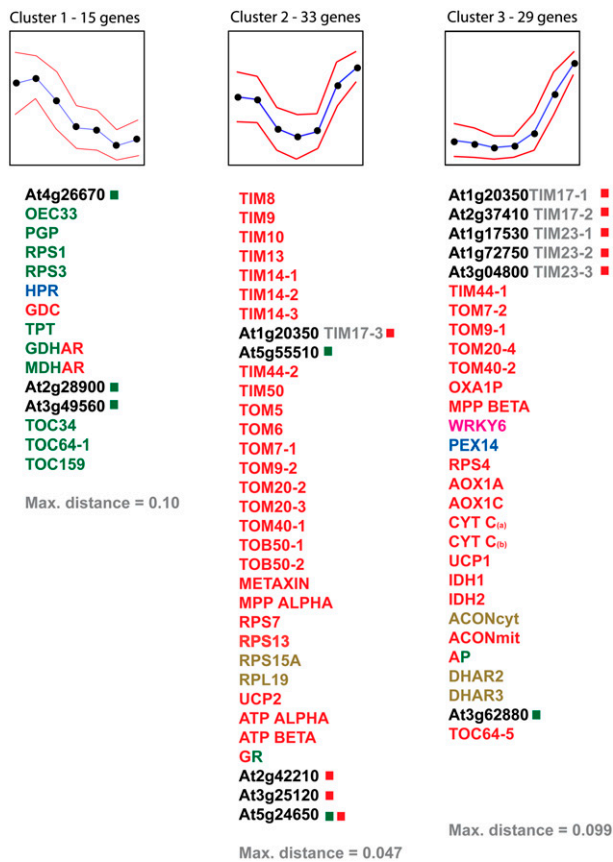 Cluster 1 - 15 genes
At4g26670
OEC33
PGP
RPS1
RPS3
HPR
GDC
TPT
GDHAR
MDHAR
At2g28900
At3g49560
TOC34
TOC64-1
TOC159
Max. distance = 0.10
Cluster 2 - 33 genes
TIM8
TIM9
TIM10
TIM13
TIM14-1
TIM14-2
TIM14-3
At1g20350 TIM17-3
At5g55510
TIM44-2
TIM50
TOM5
TOM6
TOM7-1
TOM9-2
TOM20-2
TOM20-3
TOM40-1
TOB50-1
TOB50-2
METAXIN
MPP ALPHA
RPS7
RPS13
RPS15A
RPL19
UCP2
ATP ALPHA
ATP BETA
GR
At2g42210
At3g25120
At5g24650
Max. distance = 0.047
Cluster 3 - 29 genes
At1g20350 TIM17-1
At2g37410 TIM17-2
At1g17530 TIM23-1
At1g72750 TIM23-2
At3g04800 TIM23-3
TIM44-1
TOM7-2
TOM9-1
TOM20-4
TOM40-2
OXA1P
MPP BETA
WRKY6
PEX14
RPS4
AOX1A
AOX1C
CYT C(a)
CYT C(b)
UCP1
IDH1
IDH2
ACONcyt
ACONmit
AP
DHAR2
DHAR3
At3g62880
TOC64-5
Max. distance = 0.099